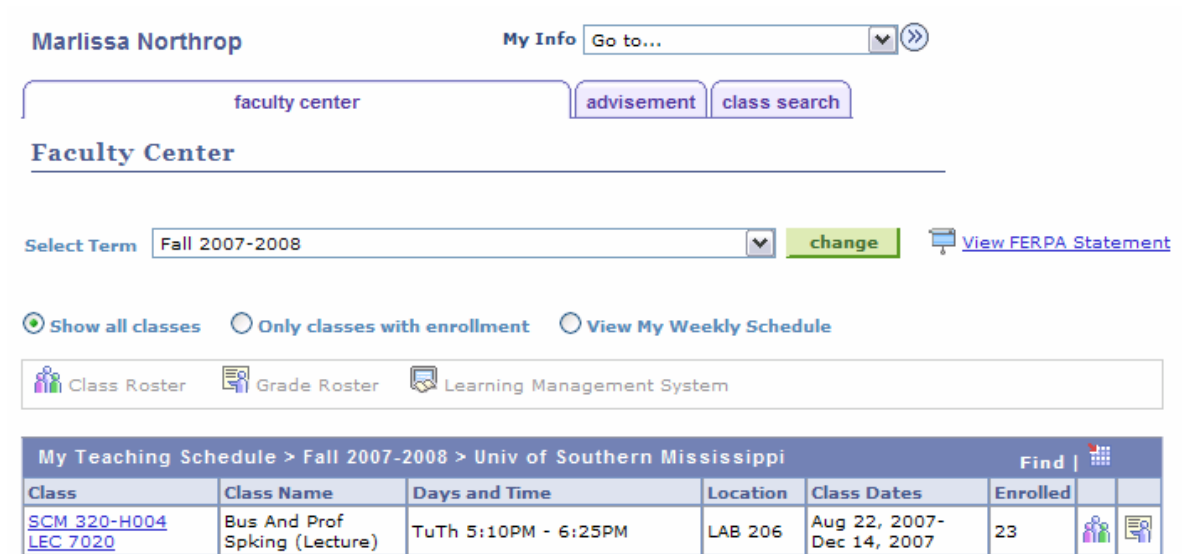 Marlissa Northrop My Info Go to...
faculty center advisement class search
Faculty Center
Select Term Fall 2007-2008 change View FERPA Statement
Show all classes Only classes with enrollment View My Weekly Schedule
Class Roster Grade Roster Learning Management System
My Teaching Schedule > Fall 2007-2008 > Univ of Southern Mississippi Find |
Class Class Name Days and Time Location Class Dates Enrolled
SCM 320-H004 Bus And Prof TuTh 5:10PM - 6:25PM LAB 206 Aug 22, 2007- 23
LEC 7020 Spking (Lecture) Dec 14, 2007